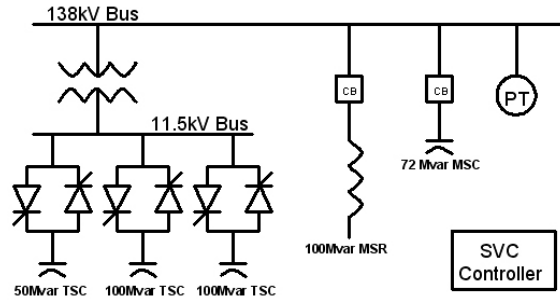 138kV Bus
CB
CB
PT
11.5kV Bus
72 Mvar MSC
100Mvar MSR
SVC
Controller
50Mvar TSC
100Mvar TSC
100Mvar TSC